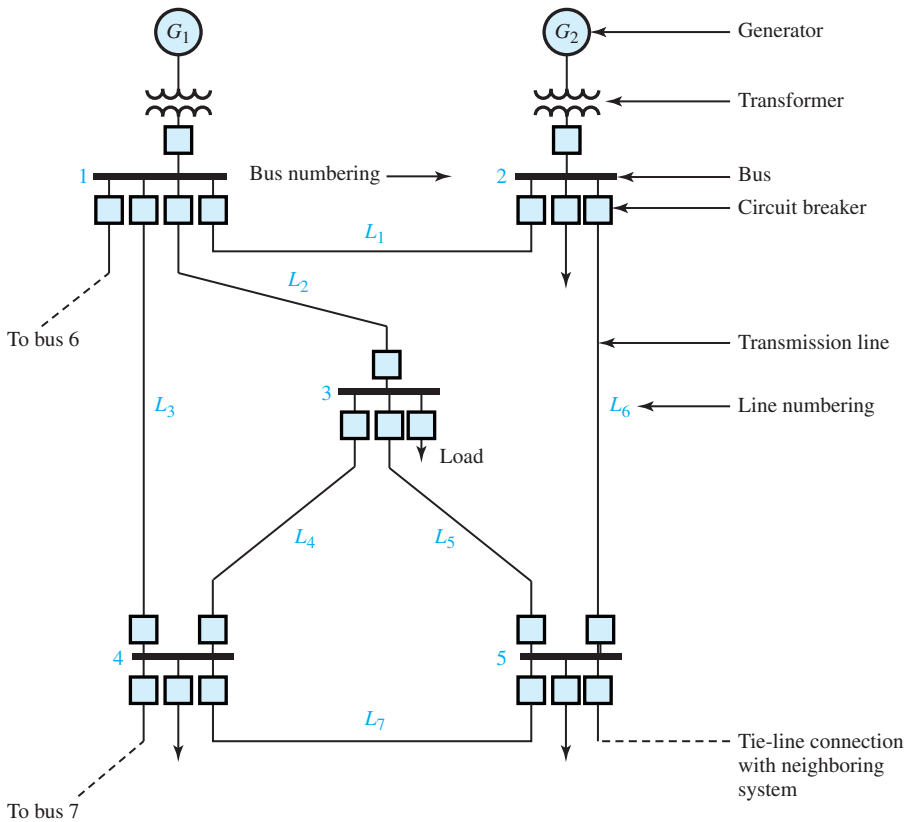 G1
G2
Generator
Transformer
1
Bus numbering
2
Bus
Circuit breaker
L1
L2
To bus 6
Transmission line
3
L3
L6
Line numbering
Load
L4
L5
4
5
L7
Tie-line connection
with neighboring
system
To bus 7